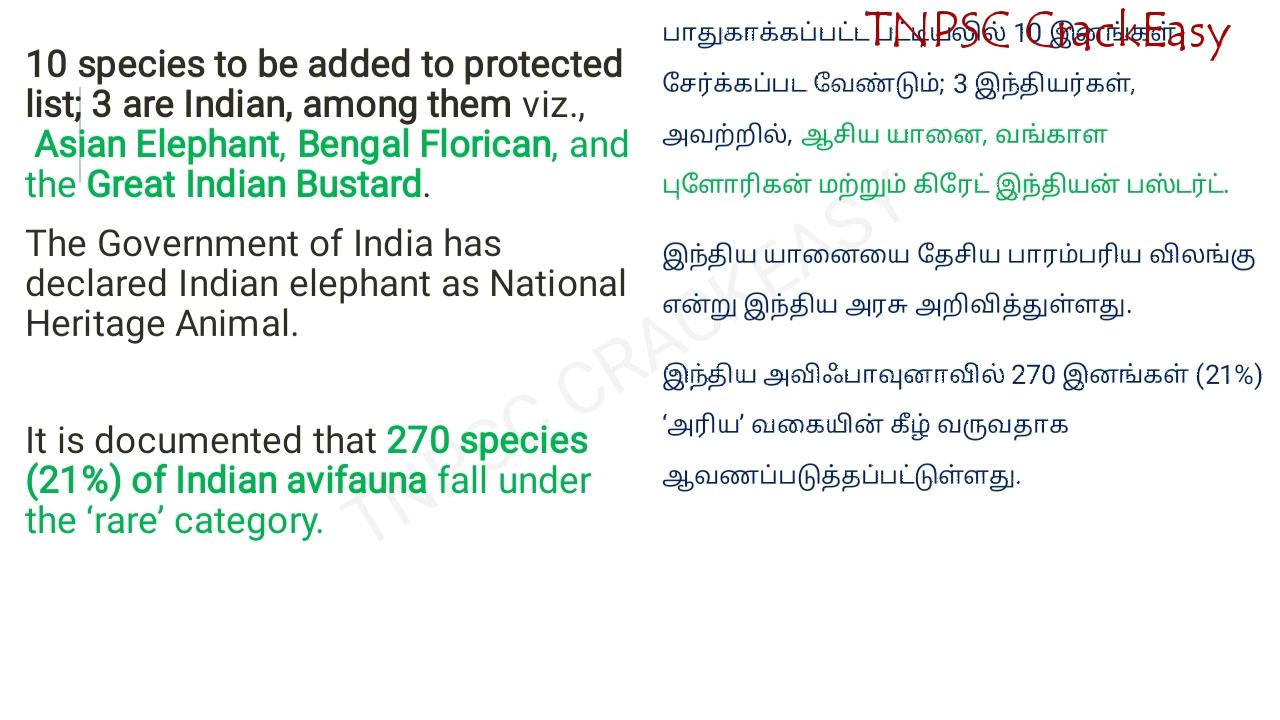 TNPSC CrackEasy
10 species to be added to protected
list; 3 are Indian, among them viz.,
Asian Elephant, Bengal Florican, and
the Great Indian Bustard.
The Government of India has
declared Indian elephant as National
Heritage Animal.
It is documented that 270 species
(21%) of Indian avifauna fall under
the ‘rare’ category.
பாதுகாக்கப்பட்ட பட்டியலில் 10 இனங்கள்
சேர்க்கப்பட வேண்டும்; 3 இந்தியர்கள்,
அவற்றில், ஆசிய யானை, வங்காள
புளோரிகன் மற்றும் கிரேட் இந்தியன் பஸ்டர்ட்.
இந்திய யானையை தேசிய பாரம்பரிய விலங்கு
என்று இந்திய அரசு அறிவித்துள்ளது.
இந்திய அவிஃபாவுனாவில் 270 இனங்கள் (21%)
‘அரிய’ வகையின் கீழ் வருவதாக
ஆவணப்படுத்தப்பட்டுள்ளது.
TNPSC CRACKEASY